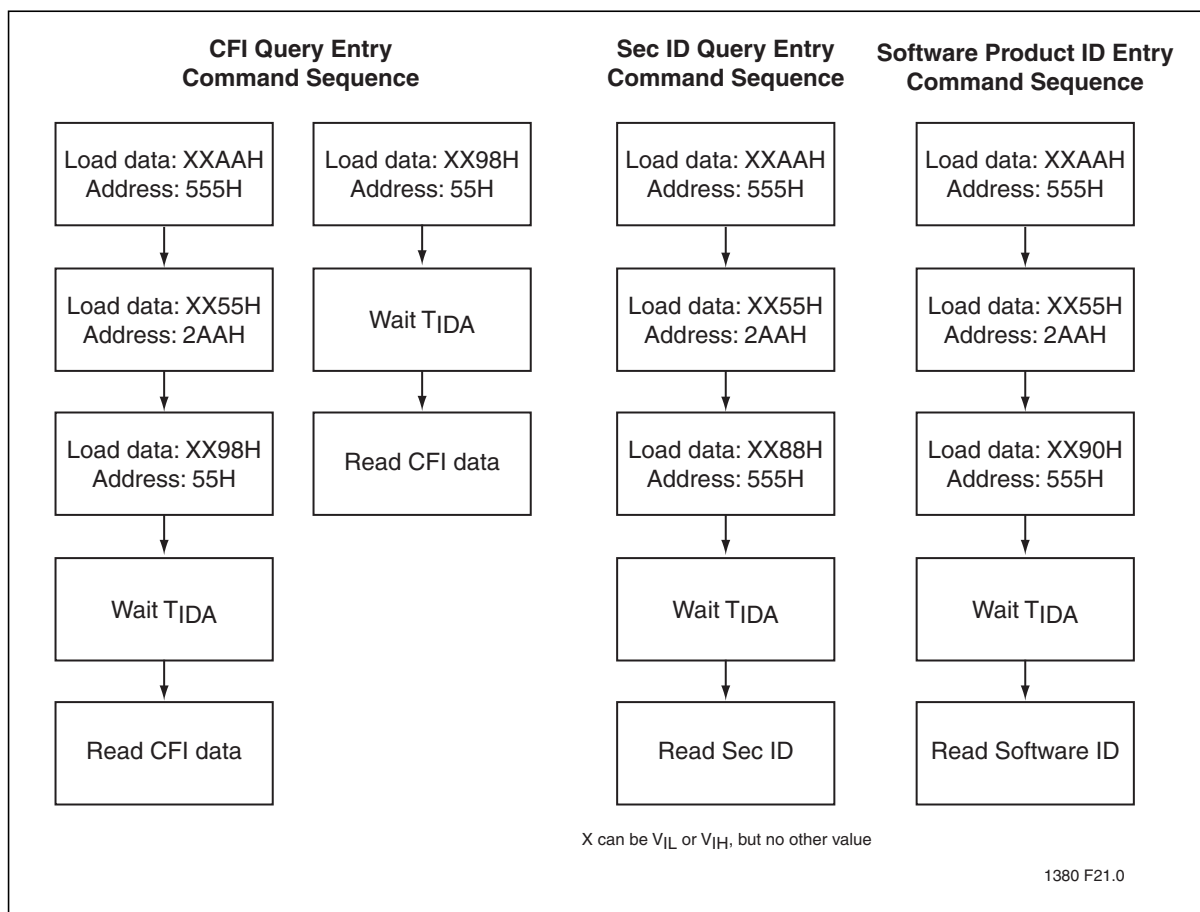 CFI Query Entry
Command Sequence
Load data: XXAAH
Address: 555H
Load data: XX55H
Address: 2AAH
Load data: XX98H
Address: 55H
Wait TIDA
Read CFI data
Load data: XX98H
Address: 55H
Wait TIDA
Read CFI data
Sec ID Query Entry
Command Sequence
Load data: XXAAH
Address: 555H
Load data: XX55H
Address: 2AAH
Load data: XX88H
Address: 555H
Wait TIDA
Read Sec ID
Software Product ID Entry
Command Sequence
Load data: XXAAH
Address: 555H
Load data: XX55H
Address: 2AAH
Load data: XX90H
Address: 555H
Wait TIDA
Read Software ID
X can be VIL or VIH, but no other value
1380 F21.0